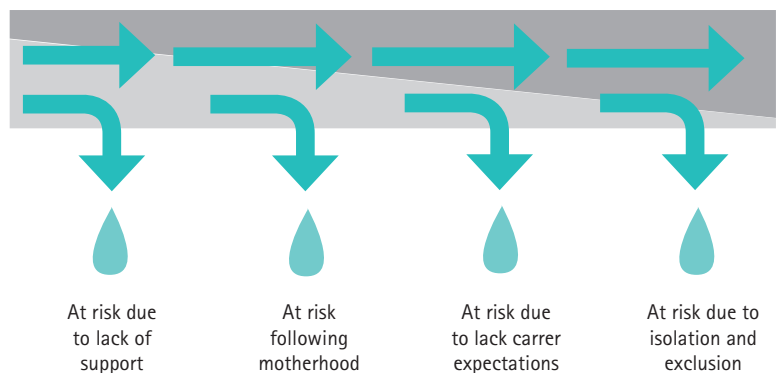 At risk due
to lack of
support
At risk
following
motherhood
At risk due
to lack carrer
expectations
At risk due to
isolation and
exclusion